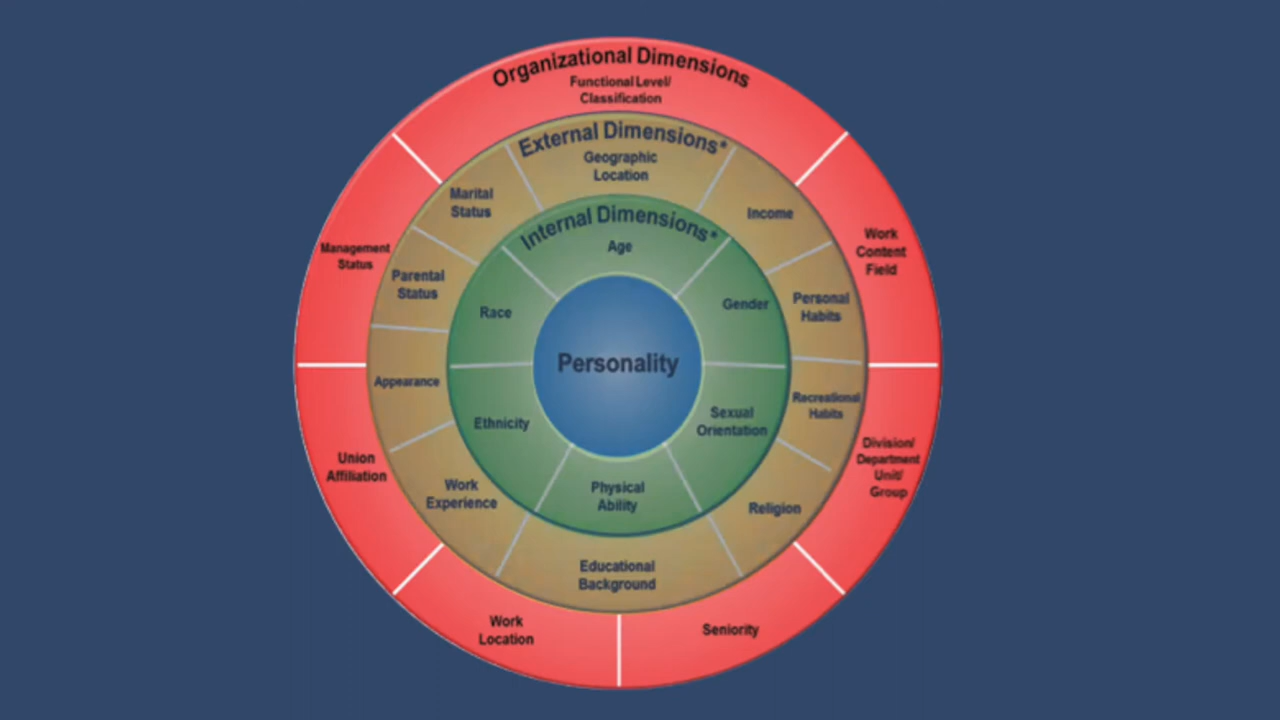 Organizational Dimensions
Functional Level/
Classification
External Dimensions*
Geographic
Location
Marital
Status
Income
Internal Dimensions*
Age
Work
Content
Field
Management
Status
Parental
Status
Race
Gender
Personal
Habits
Personality
Appearance
Recreational
Habits
Ethnicity
Sexual
Orientation
Division/
Department
Unit/
Group
Union
Affiliation
Work
Experience
Physical
Ability
Religion
Educational
Background
Work
Location
Seniority